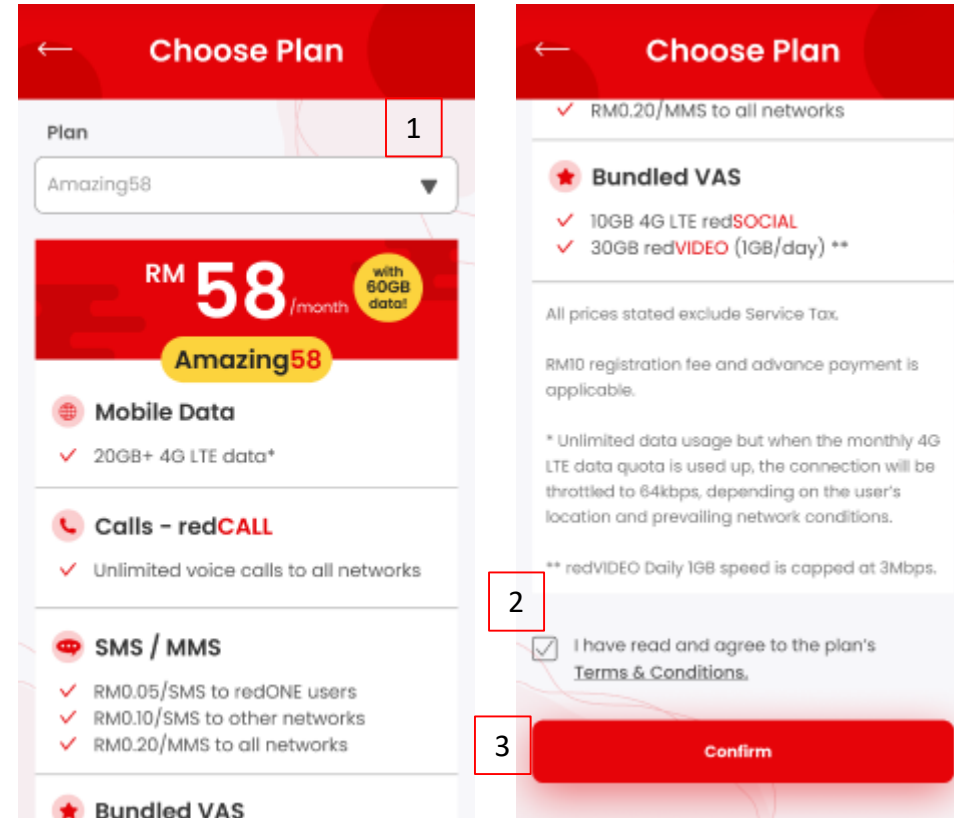 Choose Plan
1
Plan
Amazing58
RM 58 /month
with
60GB
data!
Amazing58
Mobile Data
20GB+ 4G LTE data*
Calls - redCALL
Unlimited voice calls to all networks
SMS / MMS
RM0.05/SMS to redONE users
RM0.10/SMS to other networks
RM0.20/MMS to all networks
Bundled VAS
Choose Plan
RM0.20/MMS to all networks
Bundled VAS
10GB 4G LTE redSOCIAL
30GB redVIDEO (1GB/day) **
All prices stated exclude Service Tax.
RM10 registration fee and advance payment is
applicable.
* Unlimited data usage but when the monthly 4G
LTE data quota is used up, the connection will be
throttled to 64kbps, depending on the user's
location and prevailing network conditions.
** redVIDEO Daily 1GB speed is capped at 3Mbps.
2
I have read and agree to the plan's
Terms & Conditions.
3
Confirm